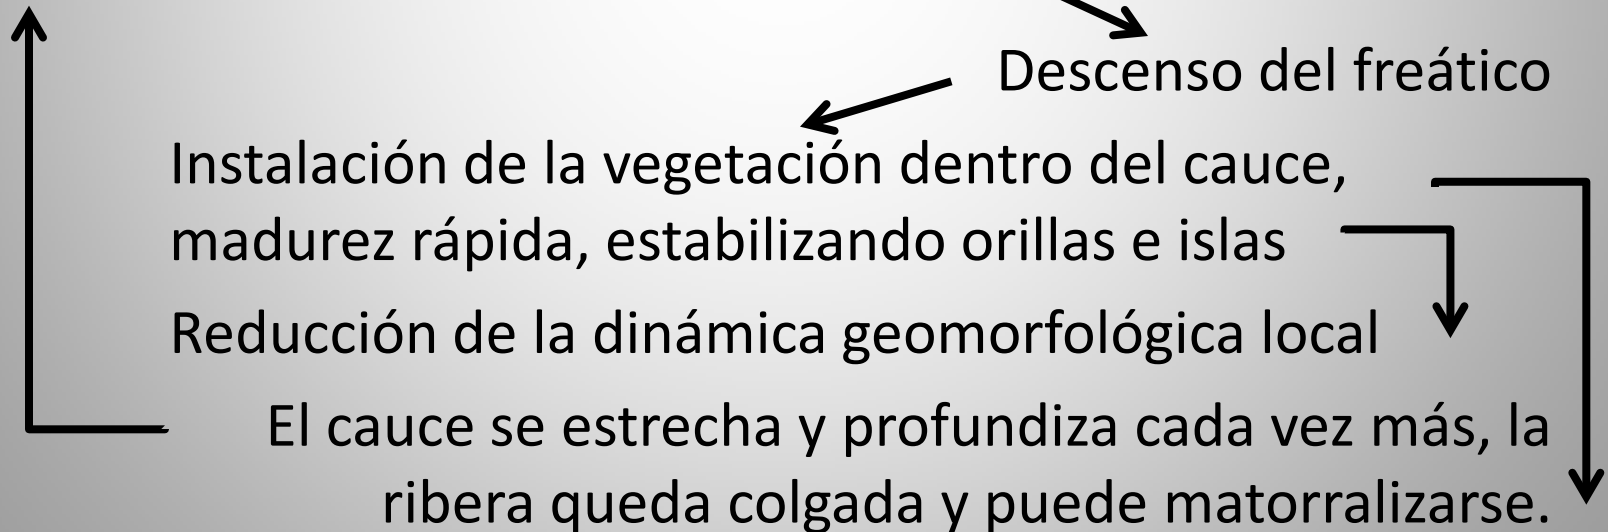 Descenso del freático
Instalación de la vegetación dentro del cauce,
madurez rápida, estabilizando orillas e islas
Reducción de la dinámica geomorfológica local
El cauce se estrecha y profundiza cada vez más, la
ribera queda colgada y puede matorralizarse.